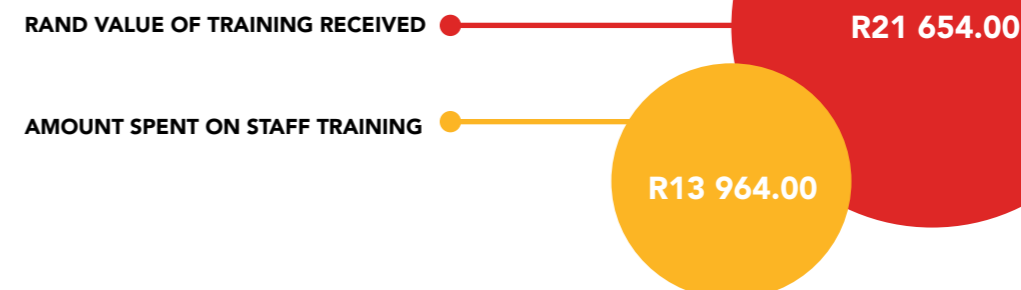 RAND VALUE OF TRAINING RECEIVED
R21 654.00
AMOUNT SPENT ON STAFF TRAINING
R13 964.00